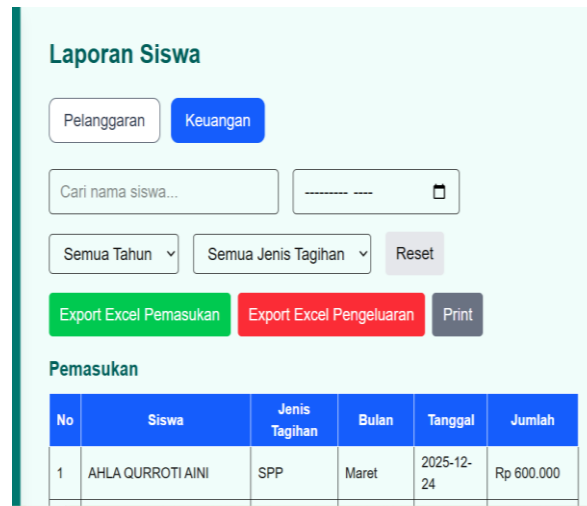 Laporan Siswa
Pelanggaran Keuangan
Cari nama siswa... --------- ----
Semua Tahun Semua Jenis Tagihan Reset
Export Excel Pemasukan Export Excel Pengeluaran Print
Pemasukan
No Siswa Jenis Tagihan Bulan Tanggal Jumlah
1 AHLA QURROTI AINI SPP Maret 2025-12-24 Rp 600.000